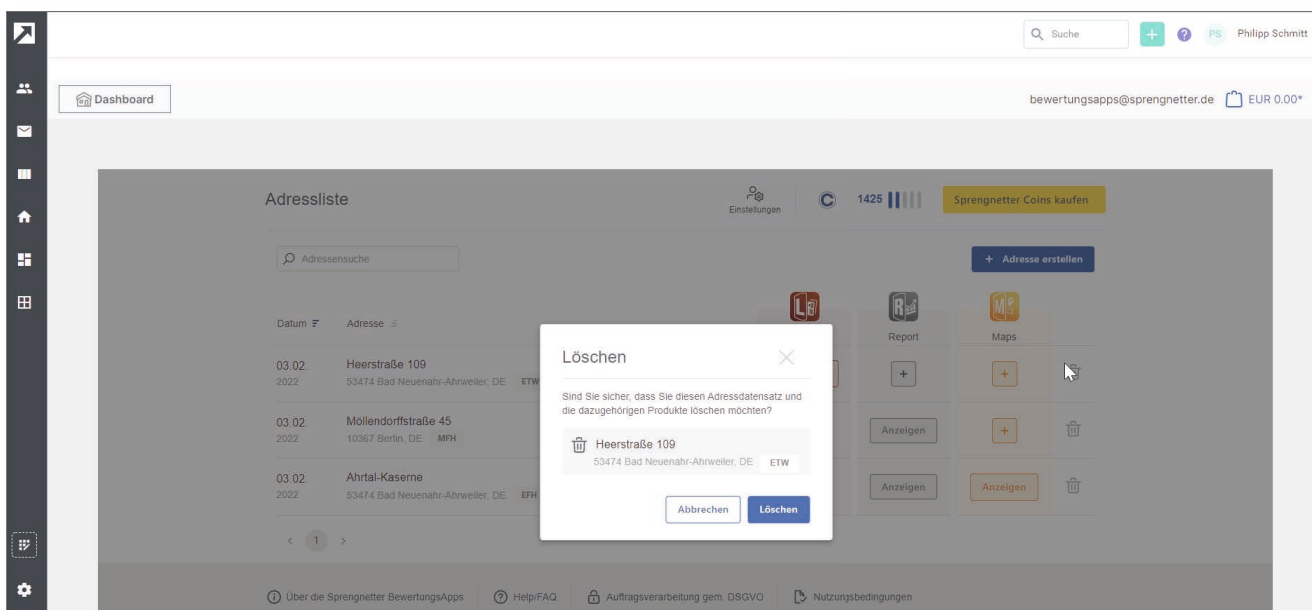 Suche
PS Philipp Schmitt
Dashboard
bewertungsapps@sprengnetter.de EUR 0.00*
Adressliste
Einstellungen
C 1425
Sprengnetter Coins kaufen
Adressensuche
+ Adresse erstellen
Datum Adresse
Report Maps
03.02. Heerstraße 109
2022 53474 Bad Neuenahr-Ahrweiler, DE ETW
03.02. Möllendorffstraße 45
2022 10367 Berlin, DE MFH
Anzeigen
03.02. Ahrtal-Kaserne
2022 53474 Bad Neuenahr-Ahrweiler, DE EFH
Anzeigen Anzeigen
< 1 >
Löschen
Sind Sie sicher, dass Sie diesen Adressdatensatz und
die dazugehörigen Produkte löschen möchten?
Heerstraße 109
53474 Bad Neuenahr-Ahrweiler, DE ETW
Abbrechen Löschen
Über die Sprengnetter BewertungsApps Help/FAQ Auftragsverarbeitung gem. DSGVO Nutzungsbedingungen